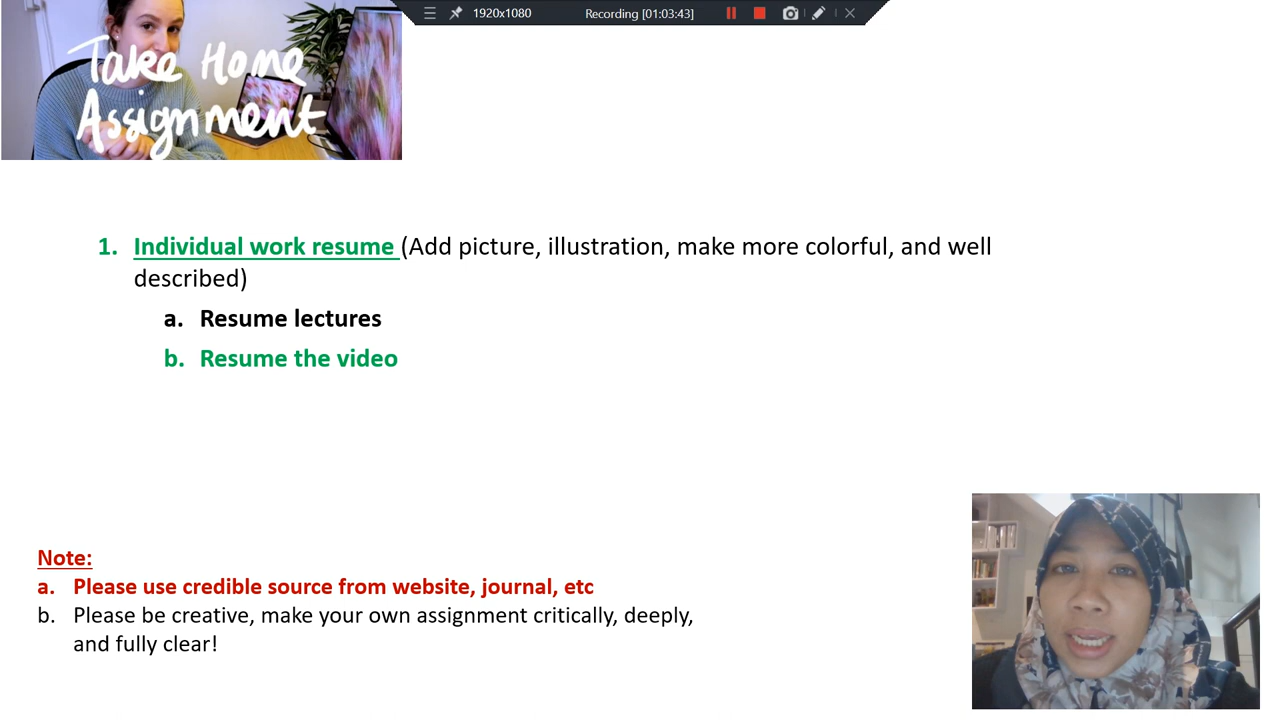 1920x1080
Recording [01:03:43]
Take Home
Assignment
1. Individual work resume (Add picture, illustration, make more colorful, and well
described)
a. Resume lectures
b. Resume the video
Note:
a. Please use credible source from website, journal, etc
b. Please be creative, make your own assignment critically, deeply,
and fully clear!